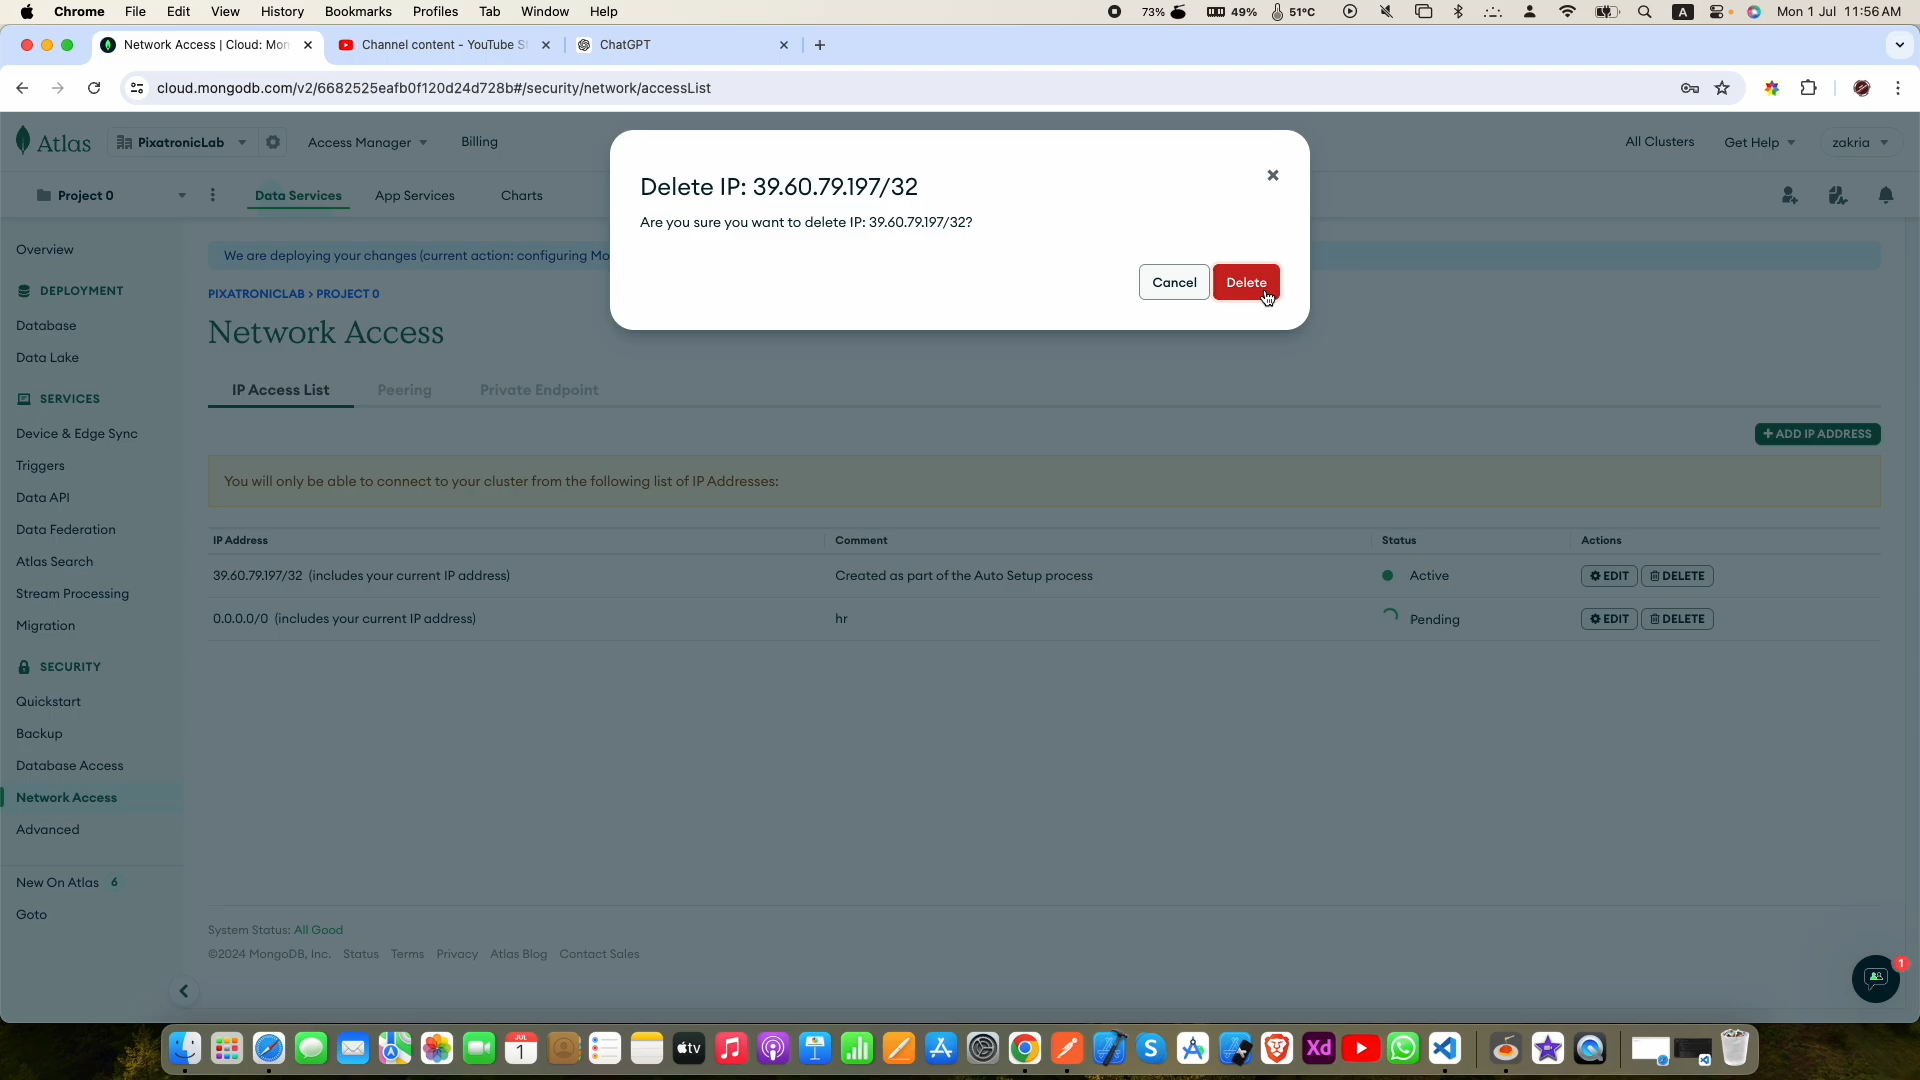 Chrome File Edit View History Bookmarks Profiles Tab Window Help 73% 49% 51°C A Mon 1 Jul 11:56 AM
Network Access | Cloud: Mon Channel content - YouTube St ChatGPT
cloud.mongodb.com/v2/6682525eafb0f120d24d728b#/security/network/accessList
Atlas PixatronicLab Access Manager Billing All Clusters Get Help zakria
Project 0 Data Services App Services Charts
Delete IP: 39.60.79.197/32
Are you sure you want to delete IP: 39.60.79.197/32?
Cancel Delete
Overview
DEPLOYMENT
Database
Data Lake
SERVICES
Device & Edge Sync
Triggers
Data API
Data Federation
Atlas Search
Stream Processing
Migration
SECURITY
Quickstart
Backup
Database Access
Network Access
Advanced
New On Atlas 6
Goto
We are deploying your changes (current action: configuring Mo
PIXATRONICLAB > PROJECT 0
Network Access
IP Access List Peering Private Endpoint
+ ADD IP ADDRESS
You will only be able to connect to your cluster from the following list of IP Addresses:
IP Address Comment Status Actions
39.60.79.197/32 (includes your current IP address) Created as part of the Auto Setup process Active EDIT DELETE
0.0.0.0/0 (includes your current IP address) hr Pending EDIT DELETE
System Status: All Good
©2024 MongoDB, Inc. Status Terms Privacy Atlas Blog Contact Sales
1
JUL
1
tv
Xd